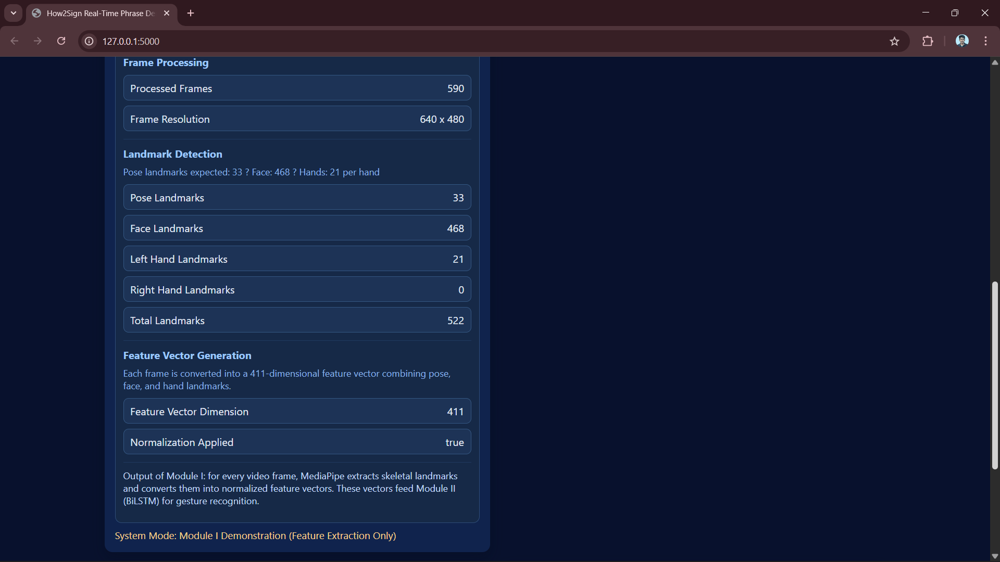 How2Sign Real-Time Phrase De
127.0.0.1:5000
Frame Processing
Processed Frames 590
Frame Resolution 640 x 480
Landmark Detection
Pose landmarks expected: 33 ? Face: 468 ? Hands: 21 per hand
Pose Landmarks 33
Face Landmarks 468
Left Hand Landmarks 21
Right Hand Landmarks 0
Total Landmarks 522
Feature Vector Generation
Each frame is converted into a 411-dimensional feature vector combining pose,
face, and hand landmarks.
Feature Vector Dimension 411
Normalization Applied true
Output of Module I: for every video frame, MediaPipe extracts skeletal landmarks
and converts them into normalized feature vectors. These vectors feed Module II
(BiLSTM) for gesture recognition.
System Mode: Module I Demonstration (Feature Extraction Only)